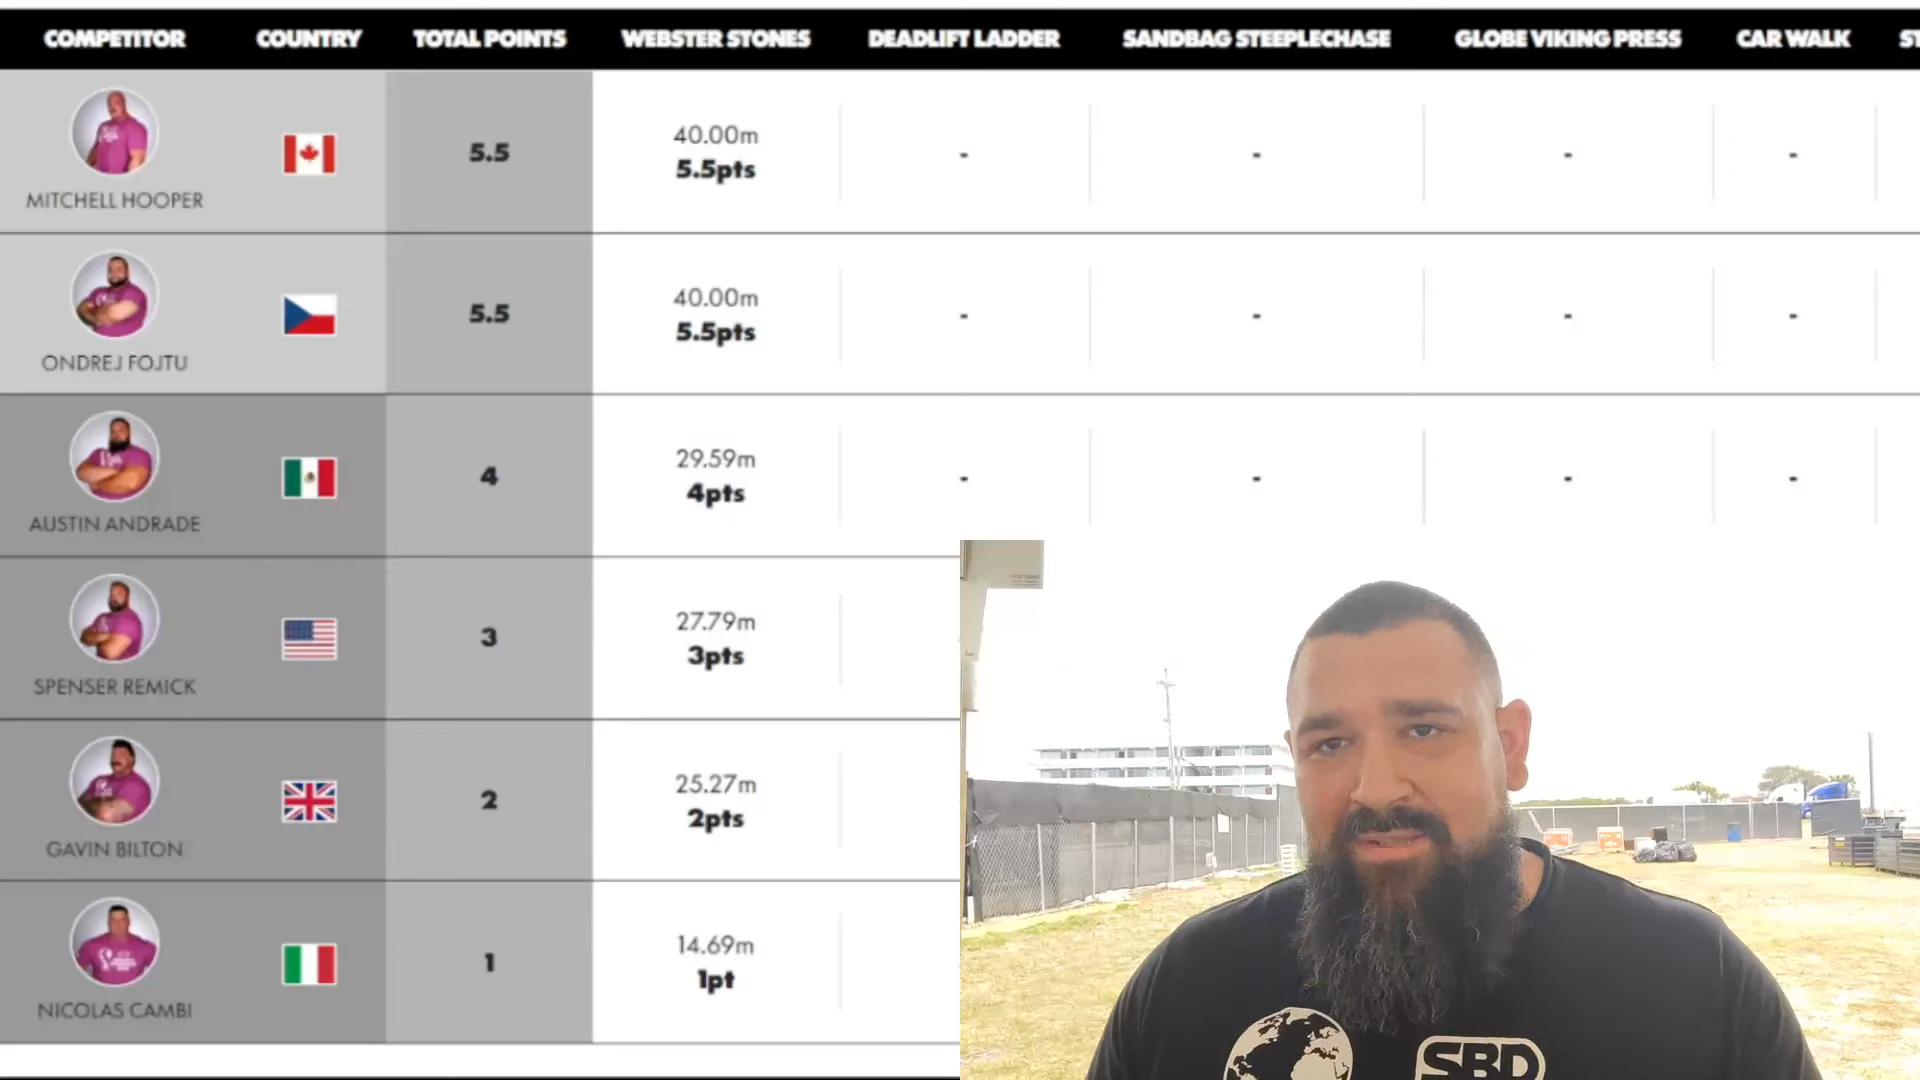 COMPETITOR COUNTRY TOTAL POINTS WEBSTER STONES DEADLIFT LADDER SANDBAG STEEPLECHASE GLOBE VIKING PRESS CAR WALK ST
40.00m
5.5 5.5pts - - - -
MITCHELL HOOPER
40.00m
5.5 5.5pts - - - -
ONDREJ FOJTU
29.59m
4 4pts - - - -
AUSTIN ANDRADE
27.79m
3 3pts
SPENSER REMICK
25.27m
2 2pts
GAVIN BILTON
14.69m
1 1pt
NICOLAS CAMBI
SBD